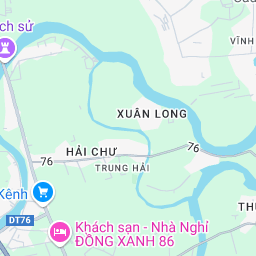 ch sử
VĨNH
XUÂN LONG
HẢI CHƯ
76
76
TRUNG HẢI
Kênh
DT76
THU
Khách sạn - Nhà Nghỉ
ĐỒNG XANH 86